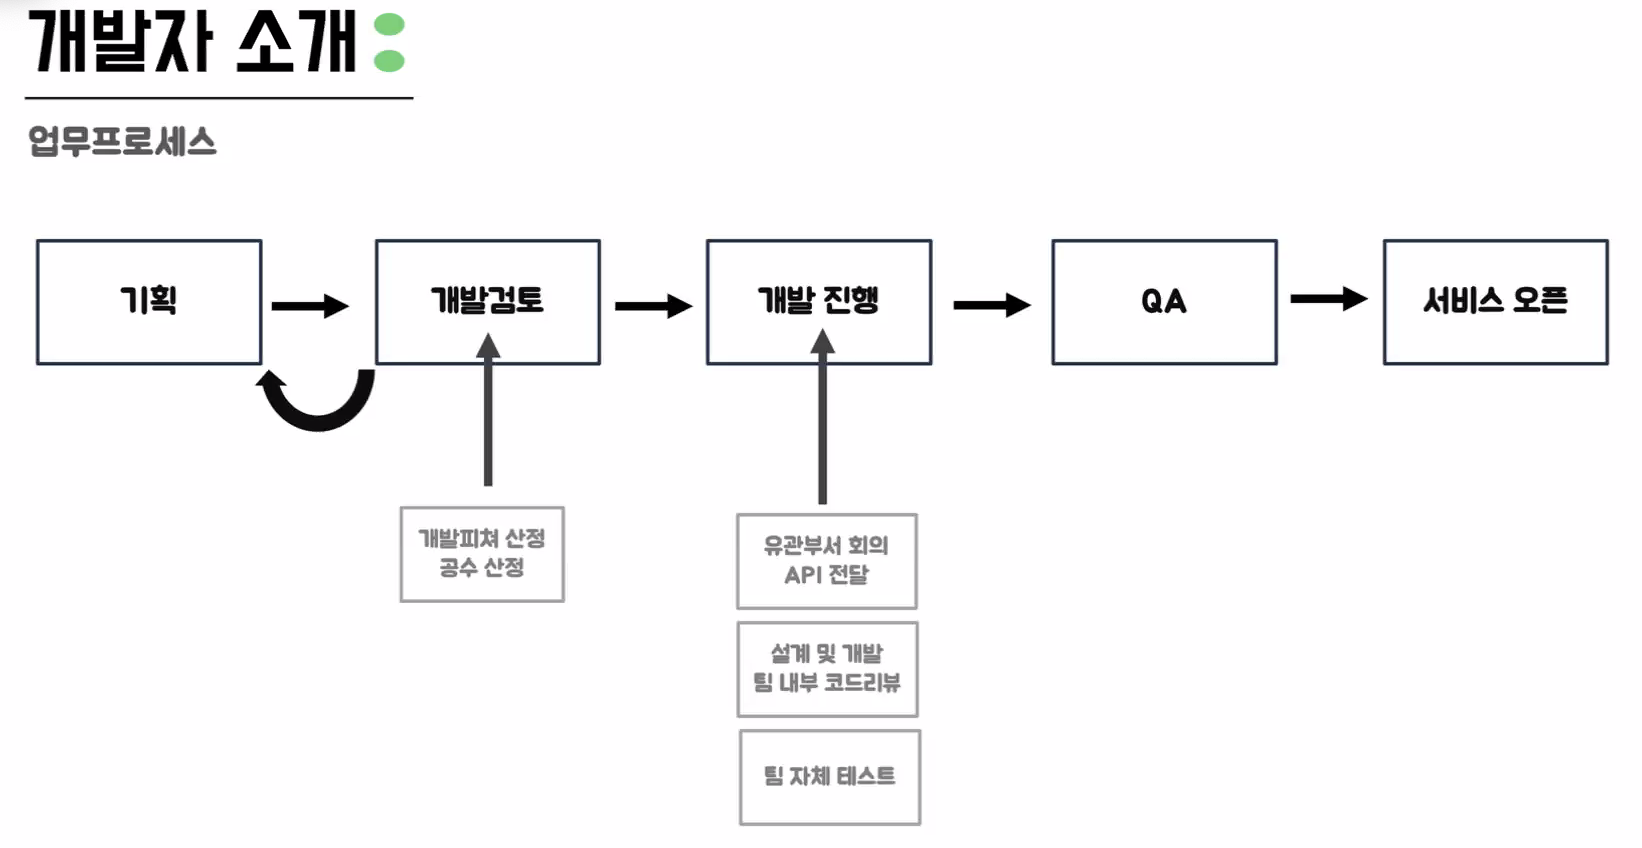 개발자 소개:
업무프로세스
기획
개발검토
개발 진행
QA
서비스 오픈
개발피쳐 산정
공수 산정
유관부서 회의
API 전달
설계 및 개발
팀 내부 코드리뷰
팀 자체 테스트